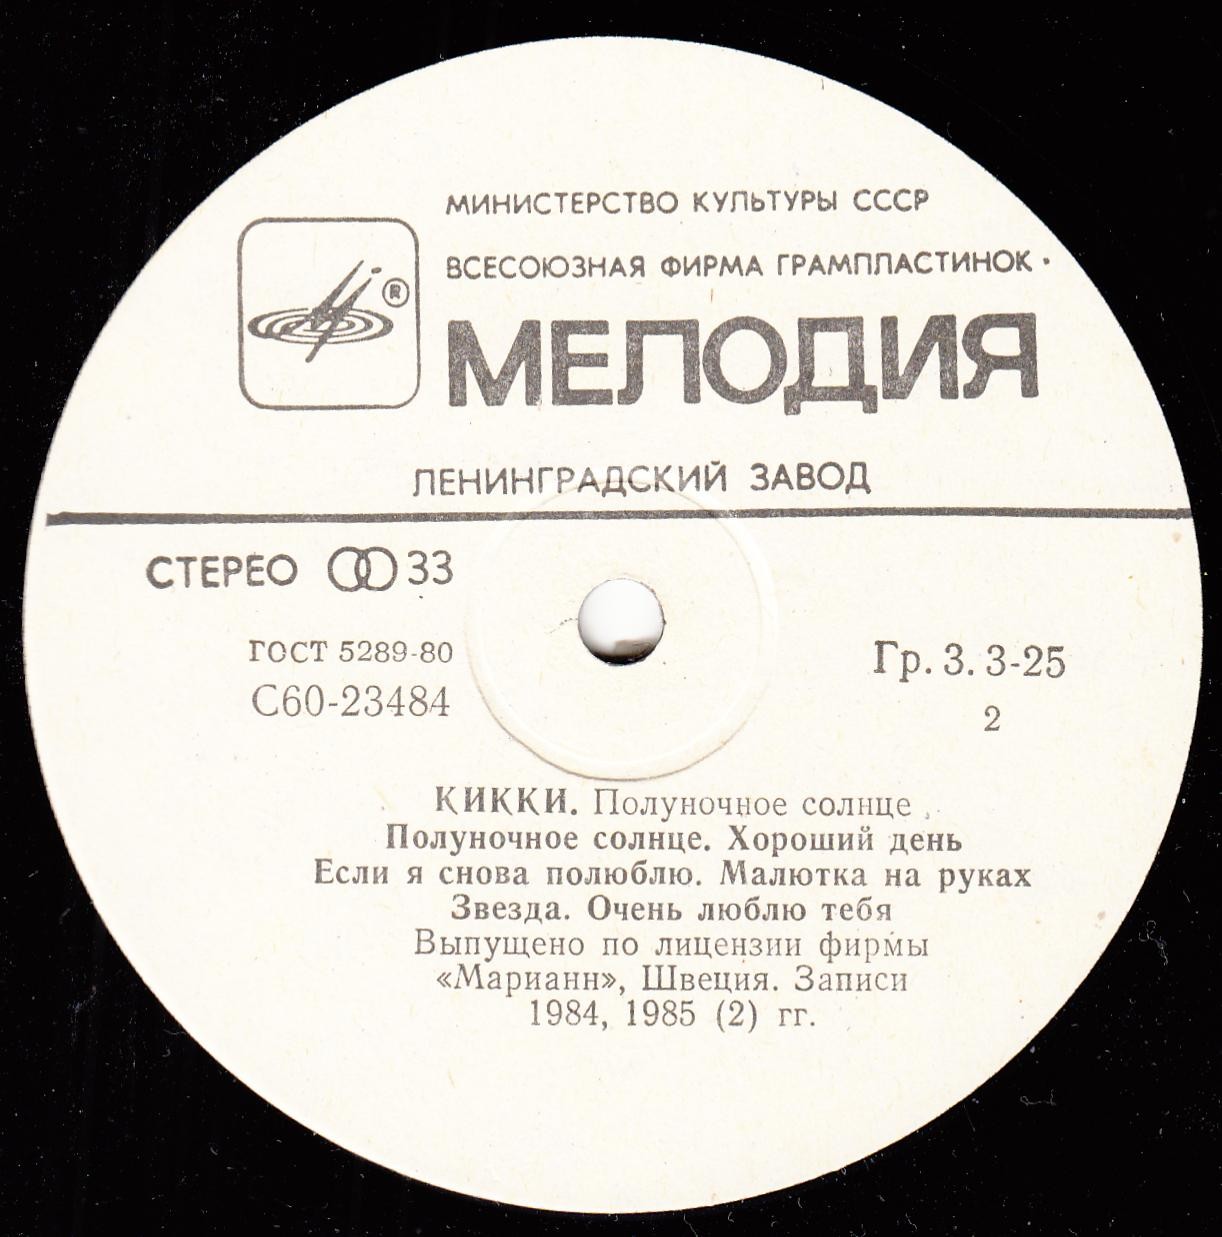 МИНИСТЕРСТВО КУЛЬТУРЫ СССР
ВСЕСОЮЗНАЯ ФИРМА ГРАМПЛАСТИНОК
®
МЕЛОДИЯ
ЛЕНИНГРАДСКИЙ ЗАВОД
СТЕРЕО 33
ГОСТ 5289-80
С60-23484
Гр. 3. 3-25
2
КИККИ. Полуночное солнце
Полуночное солнце. Хороший день
Если я снова полюблю. Малютка на руках
Звезда. Очень люблю тебя
Выпущено по лицензии фирмы
«Марианн», Швеция. Записи
1984, 1985 (2) гг.